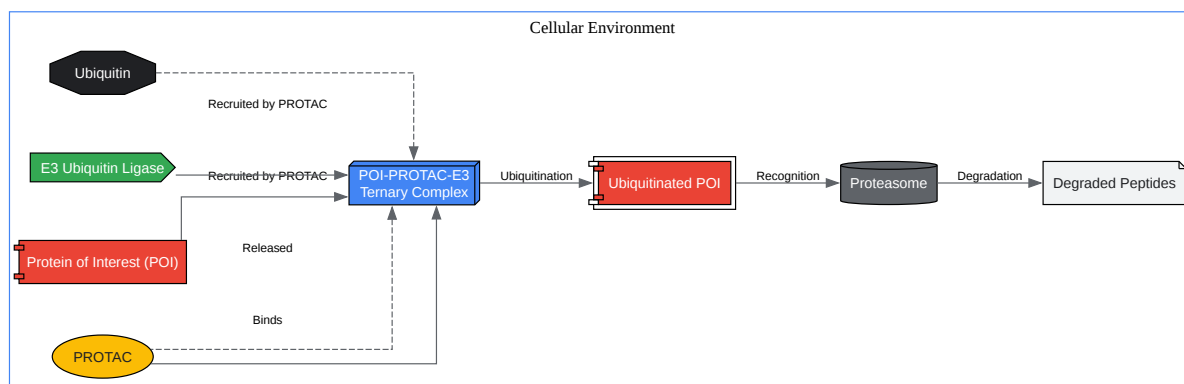 Cellular Environment
Ubiquitin
Recruited by PROTAC
E3 Ubiquitin Ligase
Recruited by PROTAC
POI-PROTAC-E3
Ternary Complex
Ubiquitination
Ubiquitinated POI
Recognition
Proteasome
Degradation
Degraded Peptides
Released
Protein of Interest (POI)
Binds
PROTAC